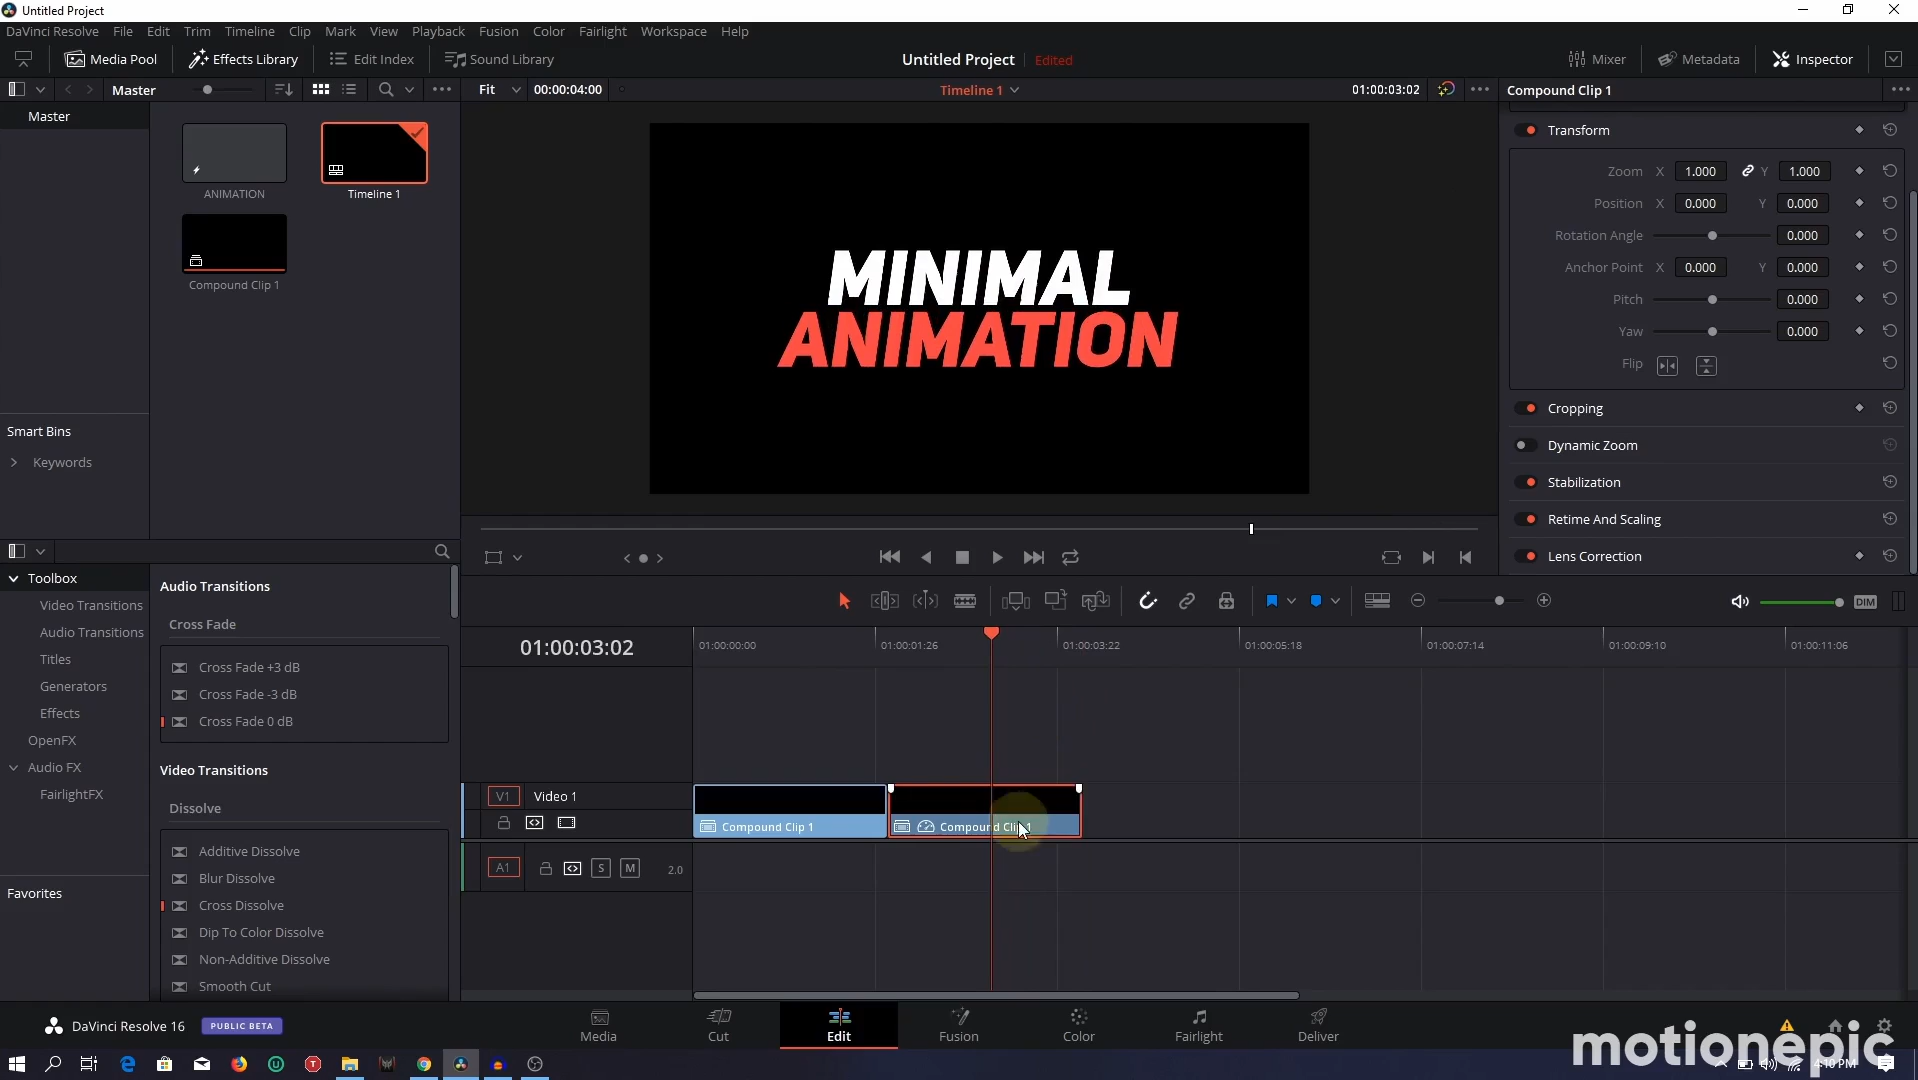 Untitled Project
DaVinci Resolve File Edit Trim Timeline Clip Mark View Playback Fusion Color Fairlight Workspace Help
Media Pool Effects Library Edit Index Sound Library Untitled Project Edited Mixer Metadata Inspector
Master Fit 00:00:04:00 Timeline 1 01:00:03:02 Compound Clip 1
Master
ANIMATION Timeline 1
Compound Clip 1
Smart Bins
Keywords
MINIMAL
ANIMATION
Transform
Zoom X 1.000 Y 1.000
Position X 0.000 Y 0.000
Rotation Angle 0.000
Anchor Point X 0.000 Y 0.000
Pitch 0.000
Yaw 0.000
Flip
Cropping
Dynamic Zoom
Stabilization
Retime And Scaling
Lens Correction
Toolbox
Video Transitions
Audio Transitions
Titles
Generators
Effects
OpenFX
Audio FX
FairlightFX
Favorites
Audio Transitions
Cross Fade
Cross Fade +3 dB
Cross Fade -3 dB
Cross Fade 0 dB
Video Transitions
Dissolve
Additive Dissolve
Blur Dissolve
Cross Dissolve
Dip To Color Dissolve
Non-Additive Dissolve
Smooth Cut
DIM
01:00:03:02 01:00:00:00 01:00:01:26 01:00:03:22 01:00:05:18 01:00:07:14 01:00:09:10 01:00:11:06
V1 Video 1
Compound Clip 1 Compound Clip 1
A1 S M 2.0
DaVinci Resolve 16 PUBLIC BETA
Media Cut Edit Fusion Color Fairlight Deliver
motionepic
4:10 PM